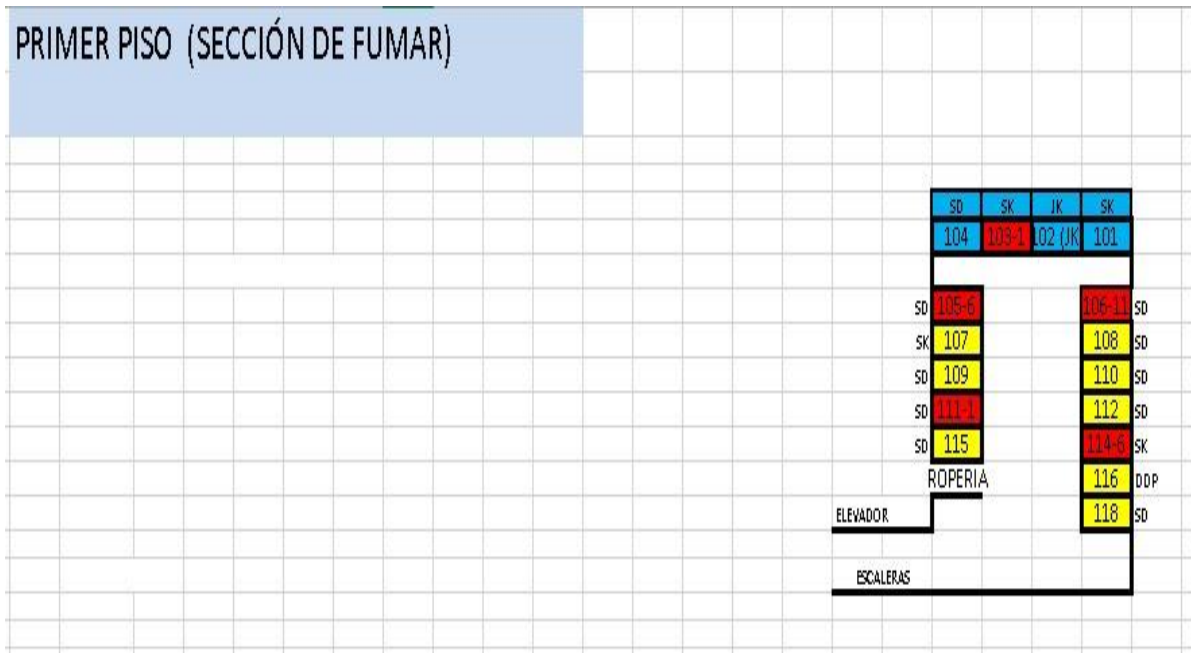 PRIMER PISO (SECCIÓN DE FUMAR)
SD SK JK SK
104 103-1 102 (JK 101
SD 105-6 106-11 SD
SK 107 108 SD
SD 109 110 SD
SD 111-1 112 SD
SD 115 114-6 SK
ROPERIA 116 DDP
ELEVADOR 118 SD
ESCALERAS